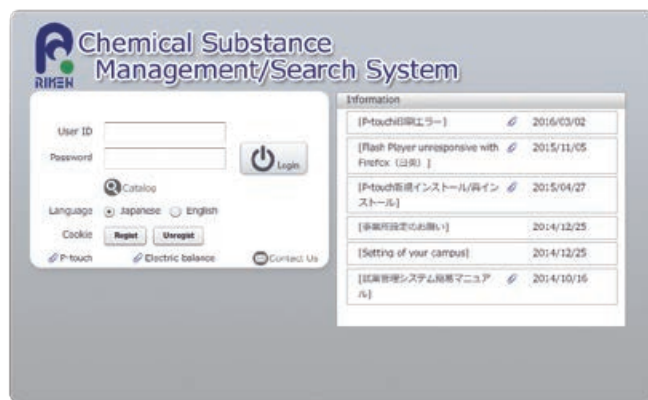 Chemical Substance
Management/Search System
RIKEN
User ID
Password
Login
Catalog
Language Japanese English
Cookie Regist Unregist
P-touch Electric balance Contact Us
Information
[P-touch印刷エラー] 2016/03/02
[Flash Player unresponsive with 2015/11/05
Firefox (日英) ]
[P-touch新規インストール/再イン 2015/04/27
ストール]
[事業所設定のお願い] 2014/12/25
[Setting of your campus] 2014/12/25
[試薬管理システム簡易マニュア 2014/10/16
ル]